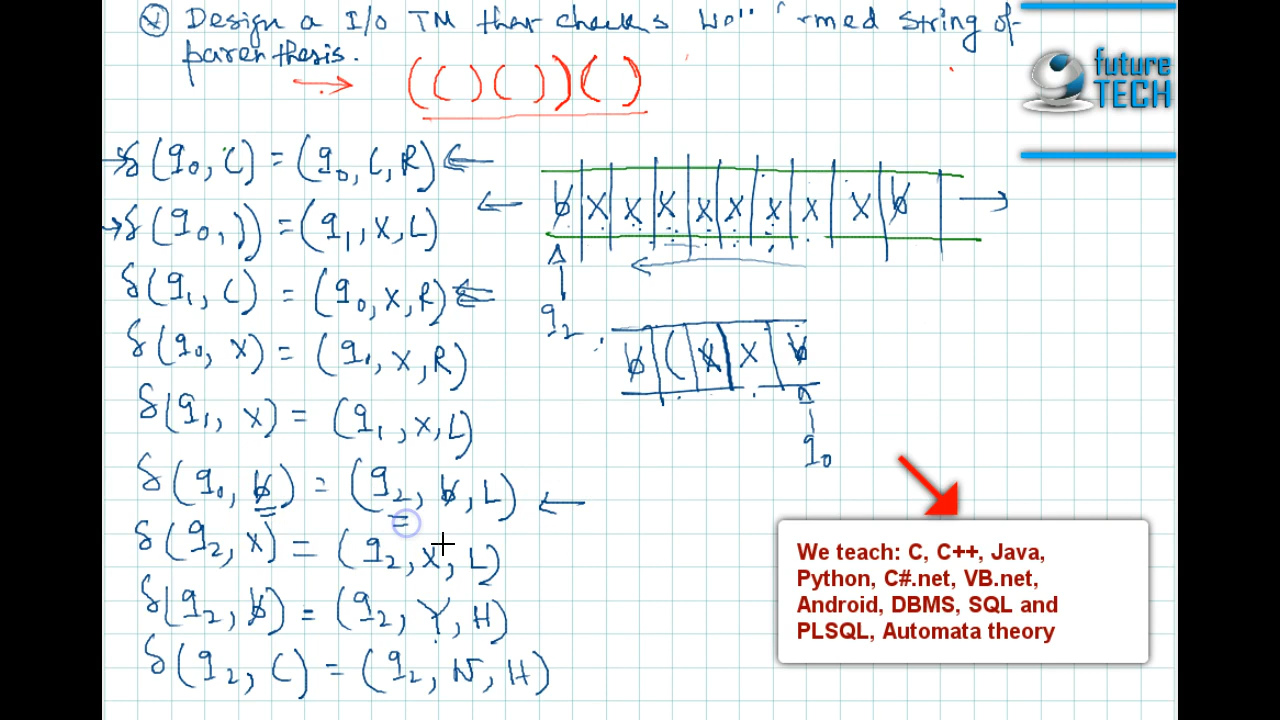 Design a I/o TM that checks formed string of
parenthesis.
→ (()())()
future
TECH
δ(q0, () = (q0, (, R) ←
δ(q0, )) = (q1, X, L)
δ(q1, () = (q0, X, R) ←
δ(q0, X) = (q1, X, R)
δ(q1, X) = (q1, X, L)
δ(q0, ƀ) = (q2, ƀ, L) ←
δ(q2, X) = (q2, X, L)
δ(q2, ƀ) = (q2, Y, H)
δ(q2, () = (q2, N, H)
← ƀ X X X X X X X X ƀ →
q2
ƀ ( X X ƀ
q0
We teach: C, C++, Java,
Python, C#.net, VB.net,
Android, DBMS, SQL and
PLSQL, Automata theory